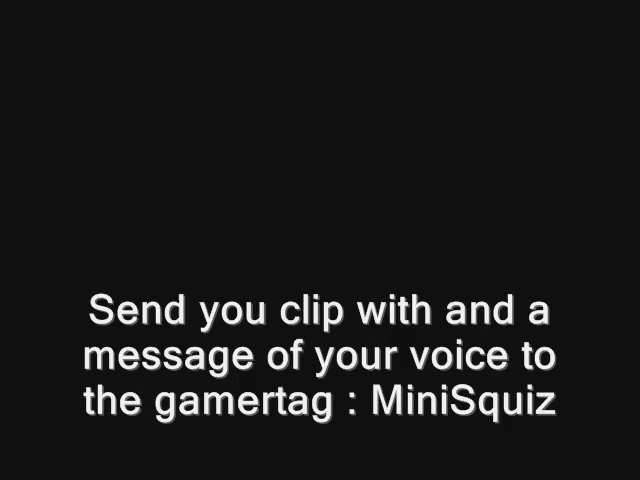 Send you clip with and a
message of your voice to
the gamertag : MiniSquiz